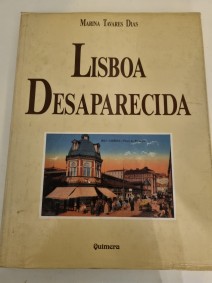 MARINA TAVARES DIAS
LISBOA
DESAPARECIDA
Quimera